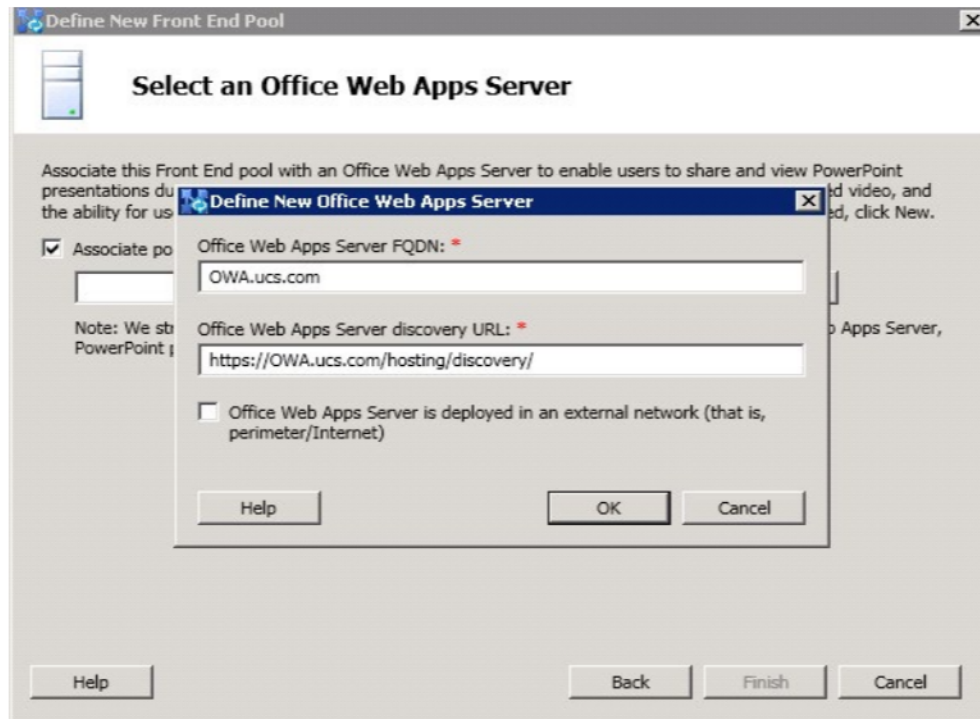 Define New Front End Pool
Select an Office Web Apps Server
Associate this Front End pool with an Office Web Apps Server to enable users to share and view PowerPoint
presentations du
d video, and
the ability for us
ed, click New.
Define New Office Web Apps Server
Associate po
Office Web Apps Server FQDN: *
OWA.ucs.com
Note: We str
Apps Server,
PowerPoint p
Office Web Apps Server discovery URL: *
https://OWA.ucs.com/hosting/discovery/
Office Web Apps Server is deployed in an external network (that is,
perimeter/Internet)
Help
OK
Cancel
Help
Back
Finish
Cancel